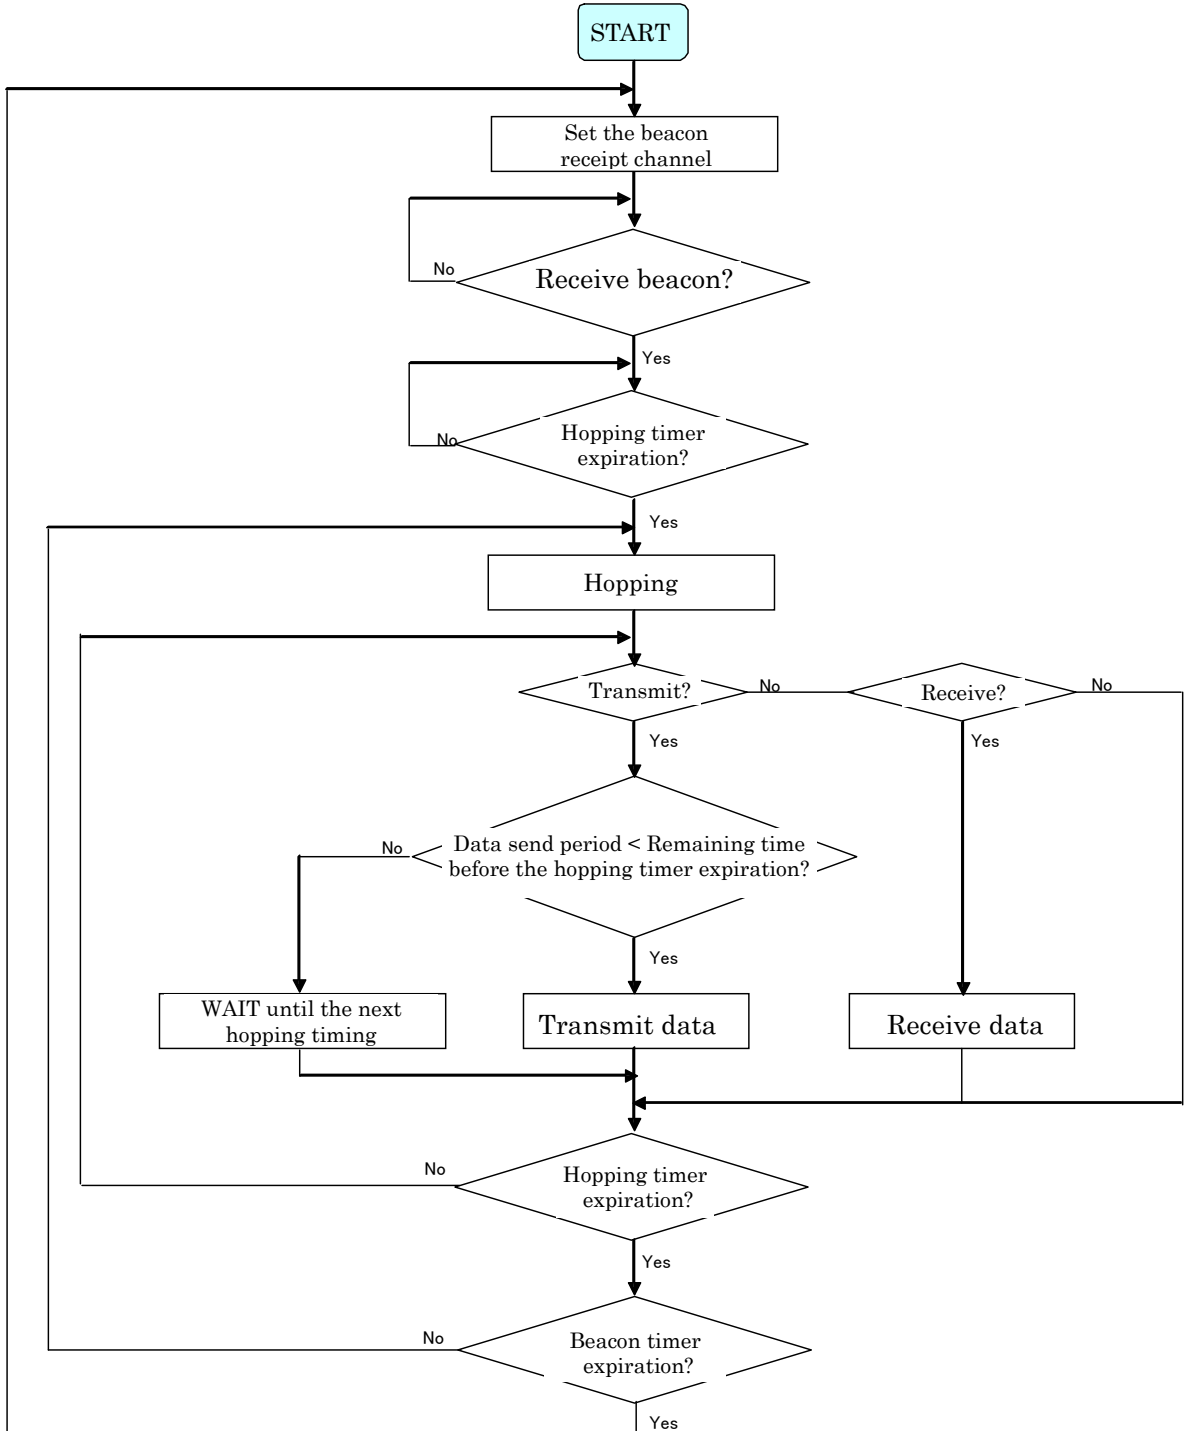 START
Set the beacon
receipt channel
No
Receive beacon?
Yes
No
Hopping timer
expiration?
Yes
Hopping
Transmit?
No
Receive?
No
Yes
Yes
No
Data send period < Remaining time
before the hopping timer expiration?
Yes
WAIT until the next
hopping timing
Transmit data
Receive data
No
Hopping timer
expiration?
Yes
No
Beacon timer
expiration?
Yes